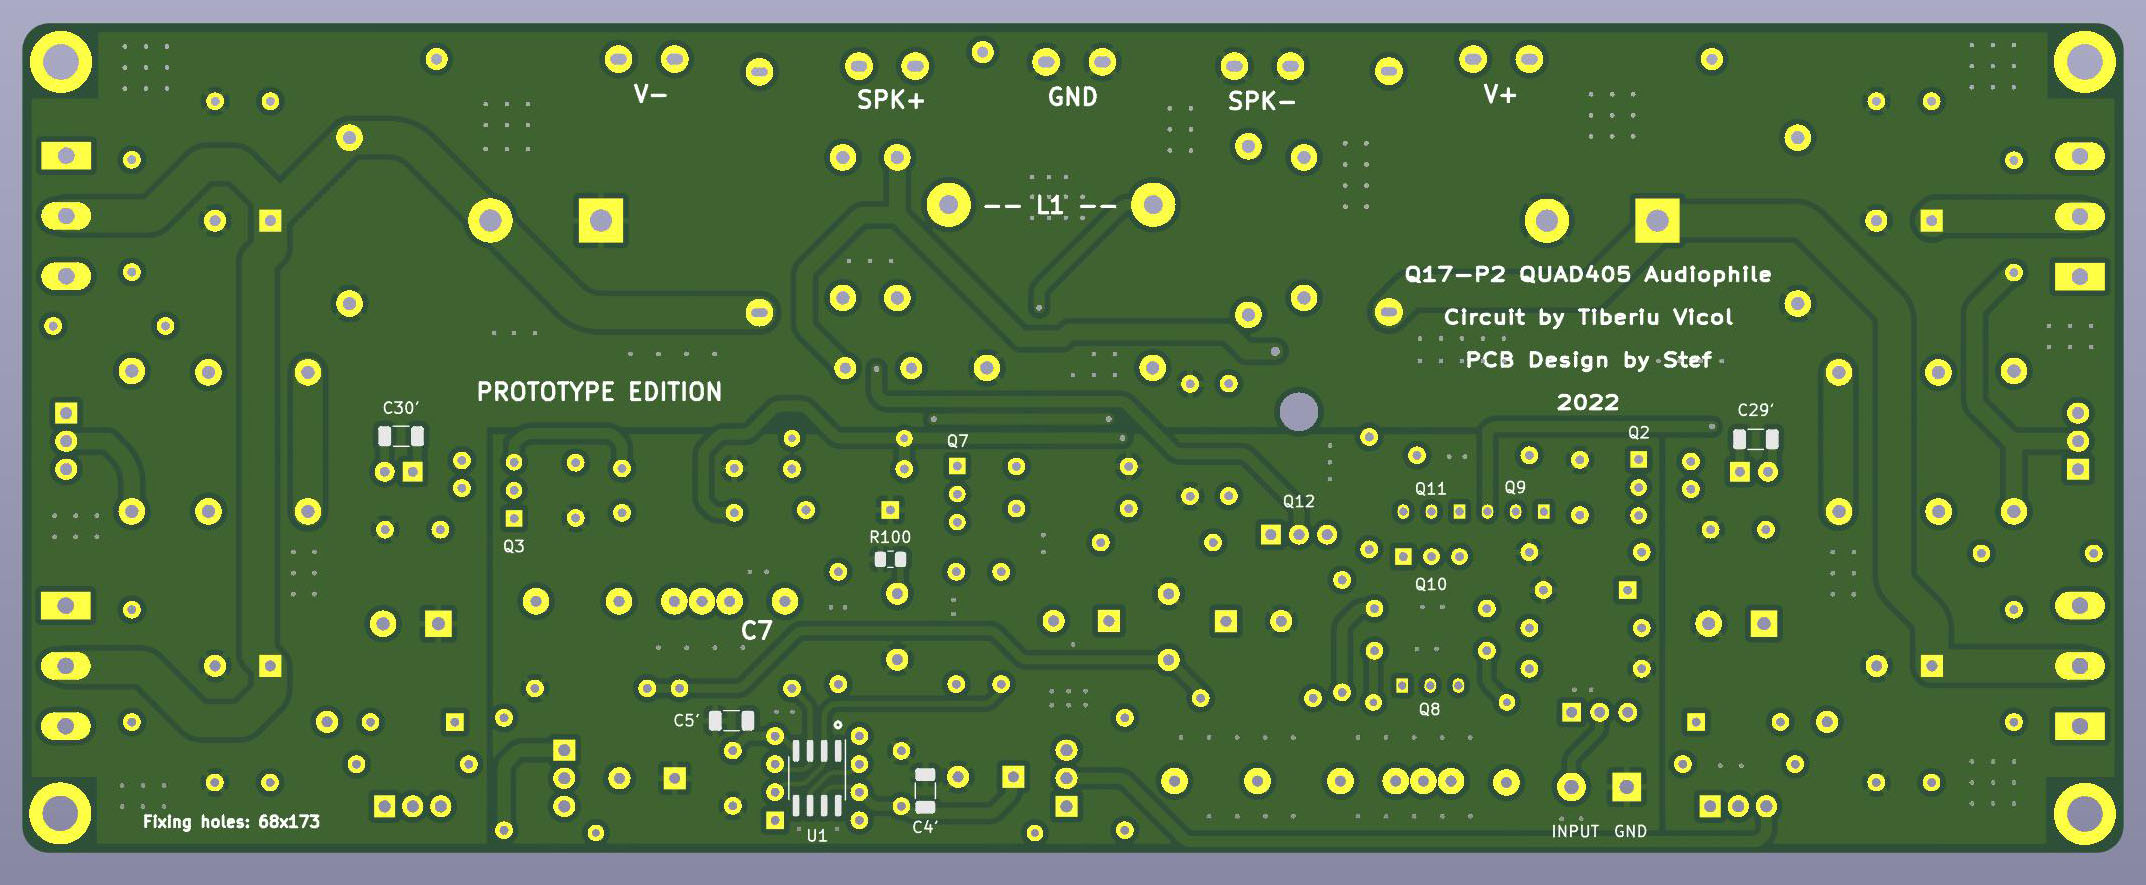 V- SPK+ GND SPK- V+
-- L1 --
Q17-P2 QUAD405 Audiophile
Circuit by Tiberiu Vicol
PCB Design by Stef
2022
PROTOTYPE EDITION
C30′
C29′
Q7
Q2
Q12
Q11
Q9
R100
Q3
Q10
C7
Q8
C5′
Fixing holes: 68x173
U1
C4′
INPUT GND